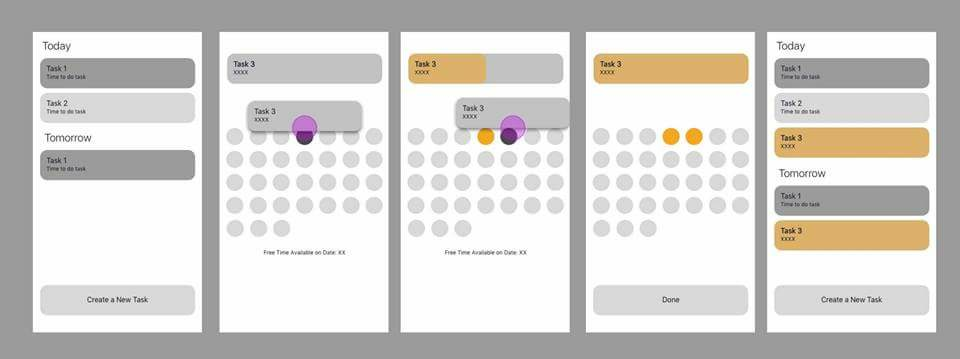 Today
Task 1
Time to do task
Task 2
Time to do task
Tomorrow
Task 1
Time to do task
Create a New Task
Task 3
XXXX
Task 3
XXXX
Free Time Available on Date: XX
Task 3
XXXX
Task 3
XXXX
Free Time Available on Date: XX
Task 3
XXXX
Done
Today
Task 1
Time to do task
Task 2
Time to do task
Task 3
XXXX
Tomorrow
Task 1
Time to do task
Task 3
XXXX
Create a New Task